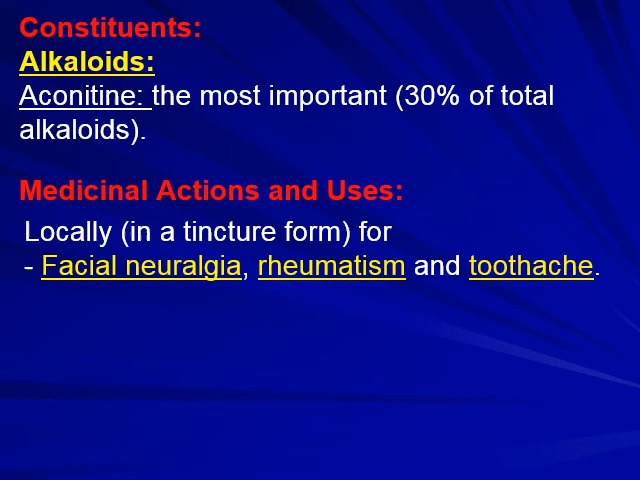 Constituents:
Alkaloids:
Aconitine: the most important (30% of total
alkaloids).
Medicinal Actions and Uses:
Locally (in a tincture form) for
- Facial neuralgia, rheumatism and toothache.